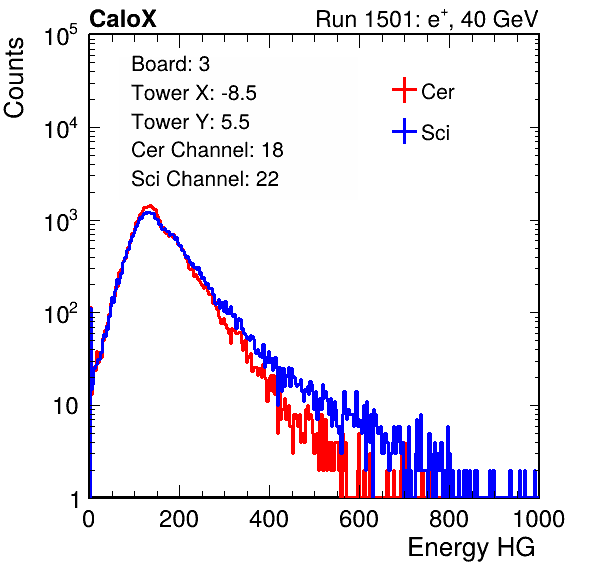 CaloX Run 1501: e⁺, 40 GeV
Counts
10⁵
10⁴
10³
10²
10
1
Board: 3
Tower X: -8.5
Tower Y: 5.5
Cer Channel: 18
Sci Channel: 22
Cer
Sci
0 200 400 600 800 1000
Energy HG